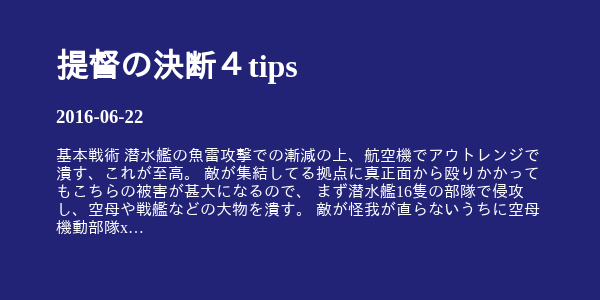 提督の決断４tips
2016-06-22
基本戦術 潜水艦の魚雷攻撃での漸減の上、航空機でアウトレンジで
潰す、これが至高。 敵が集結してる拠点に真正面から殴りかかって
もこちらの被害が甚大になるので、 まず潜水艦16隻の部隊で侵攻
し、空母や戦艦などの大物を潰す。 敵が怪我が直らないうちに空母
機動部隊x…